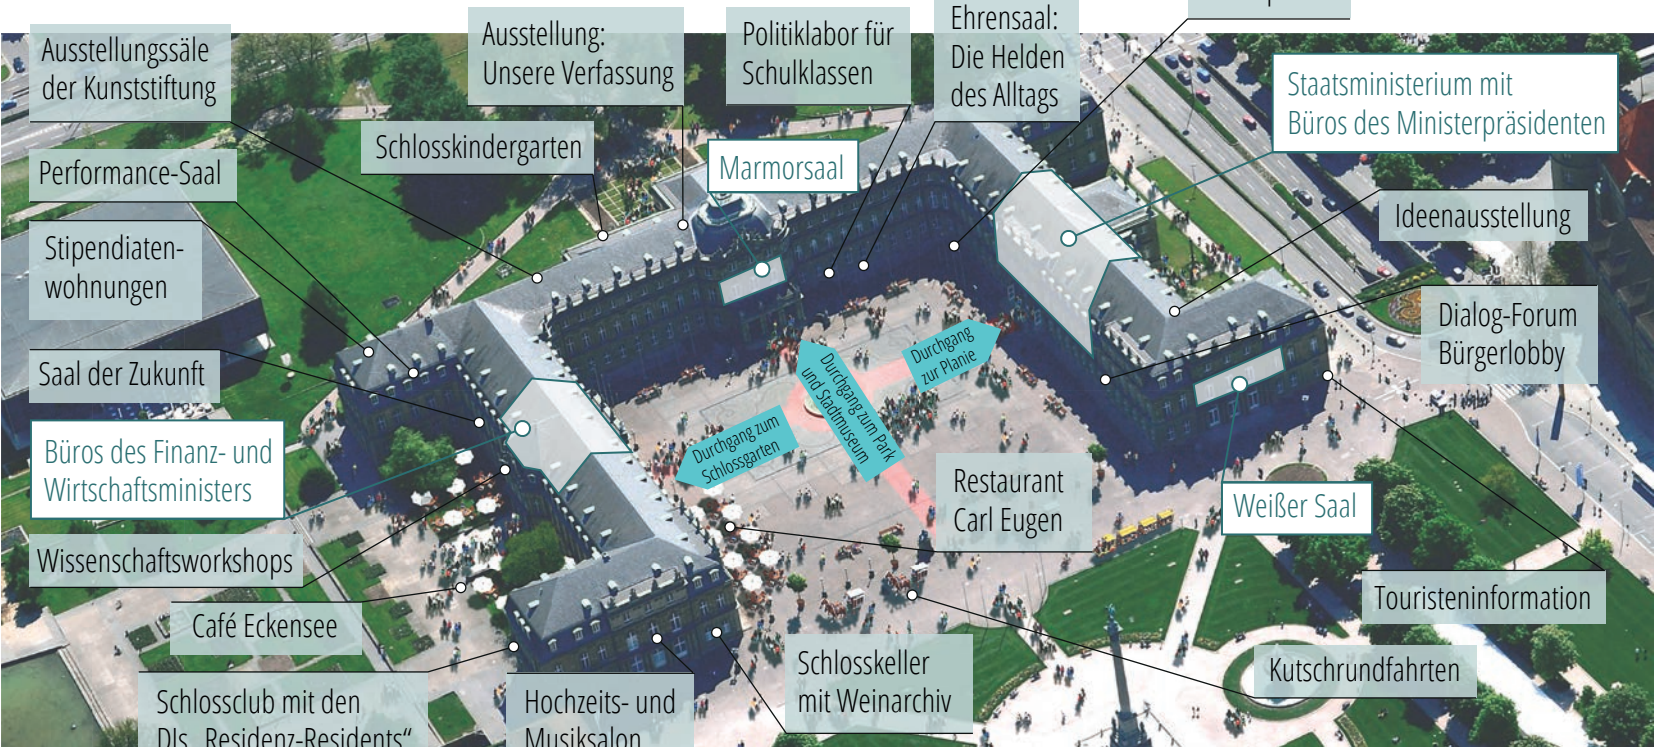 Ausstellungssäle
der Kunststiftung
Ausstellung:
Unsere Verfassung
Politiklabor für
Schulklassen
Ehrensaal:
Die Helden
des Alltags
Staatsministerium mit
Büros des Ministerpräsidenten
Performance-Saal
Schlosskindergarten
Marmorsaal
Ideenausstellung
Stipendiaten-
wohnungen
Dialog-Forum
Bürgerlobby
Saal der Zukunft
Durchgang
zur Planie
Durchgang zum Park
und Stadtmuseum
Durchgang zum
Schlossgarten
Büros des Finanz- und
Wirtschaftsministers
Restaurant
Carl Eugen
Weißer Saal
Wissenschaftsworkshops
Touristeninformation
Café Eckensee
Schlosskeller
mit Weinarchiv
Kutschrundfahrten
Schlossclub mit den
DJs „Residenz-Residents“
Hochzeits- und
Musiksalon